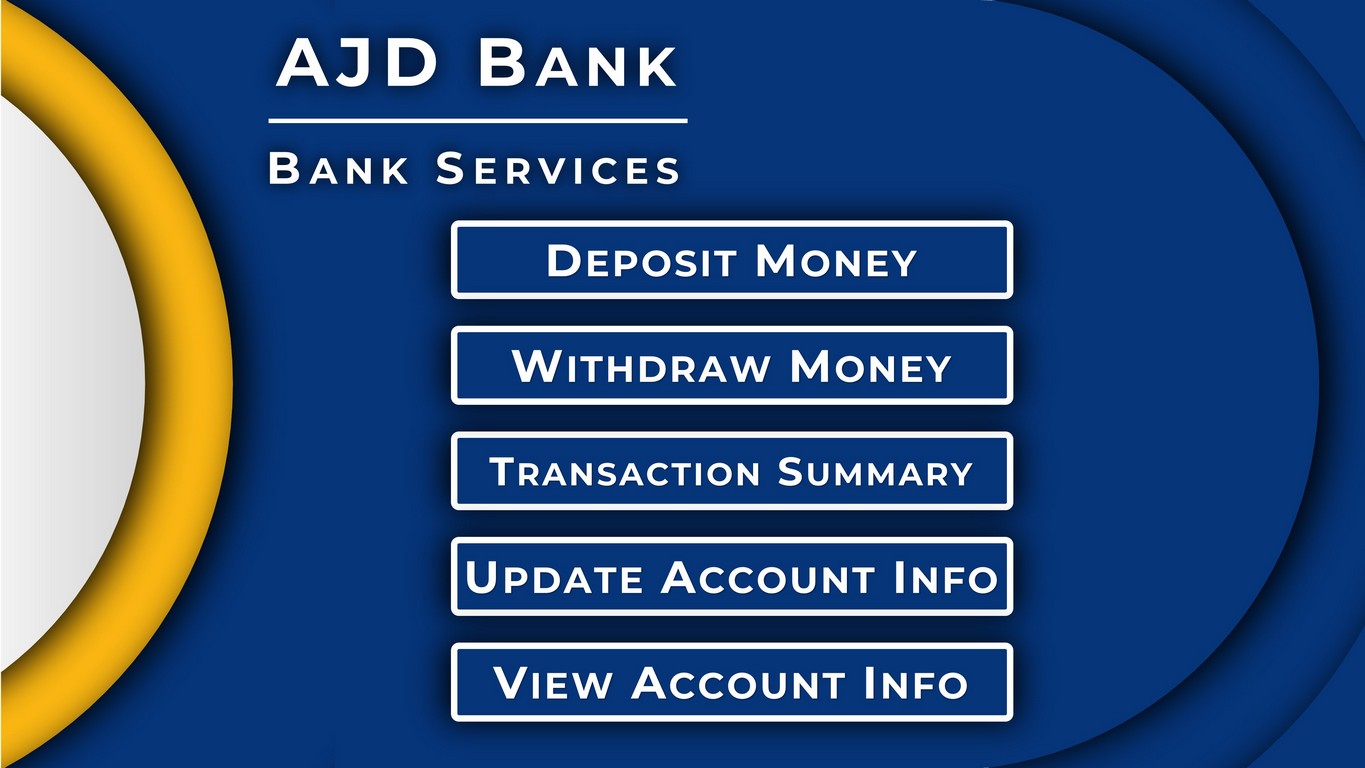 AJD Bank
Bank Services
Deposit Money
Withdraw Money
Transaction Summary
Update Account Info
View Account Info